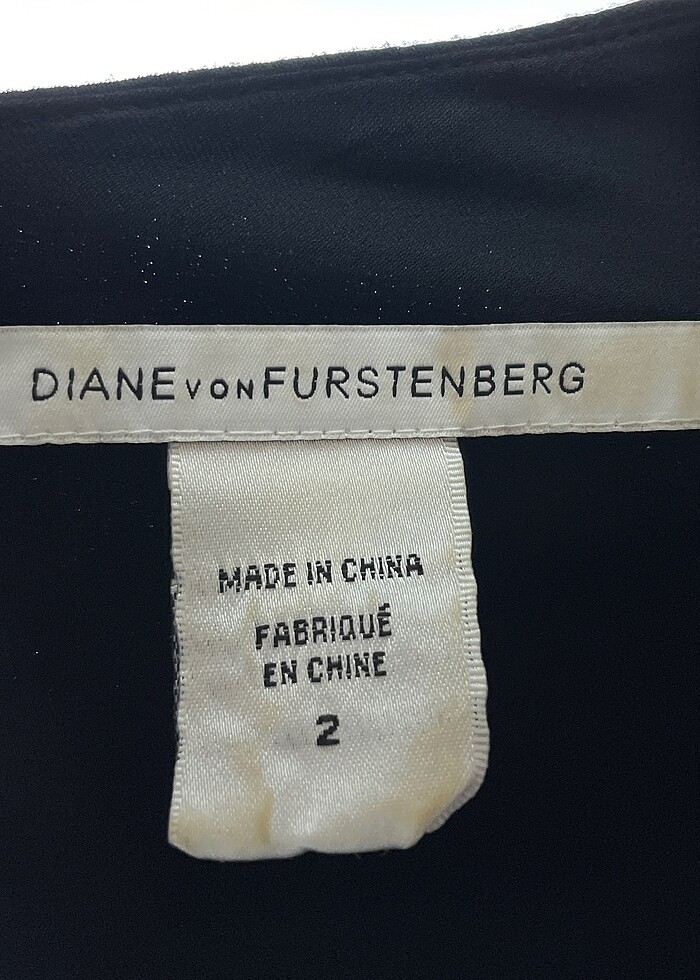 DIANE VON FURSTENBERG
MADE IN CHINA
FABRIQUÉ
EN CHINE
2